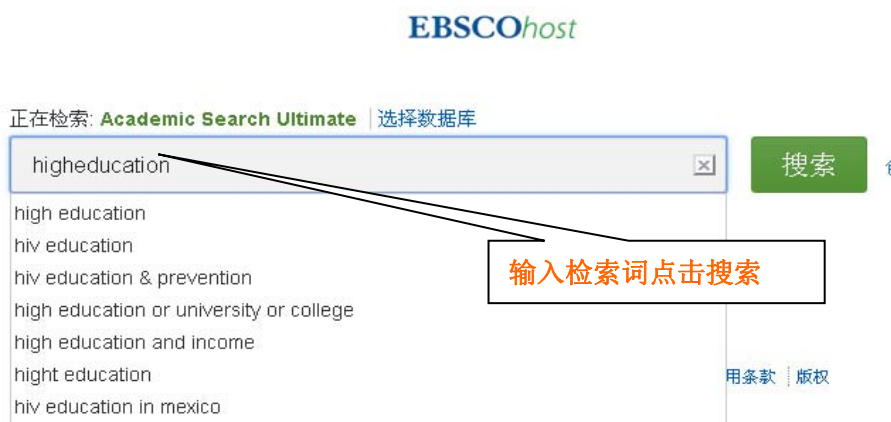 EBSCOhost
正在检索: Academic Search Ultimate 选择数据库
higheducation
搜索
high education
hiv education
hiv education & prevention
high education or university or college
high education and income
hight education
hiv education in mexico
输入检索词点击搜索
用条款 版权